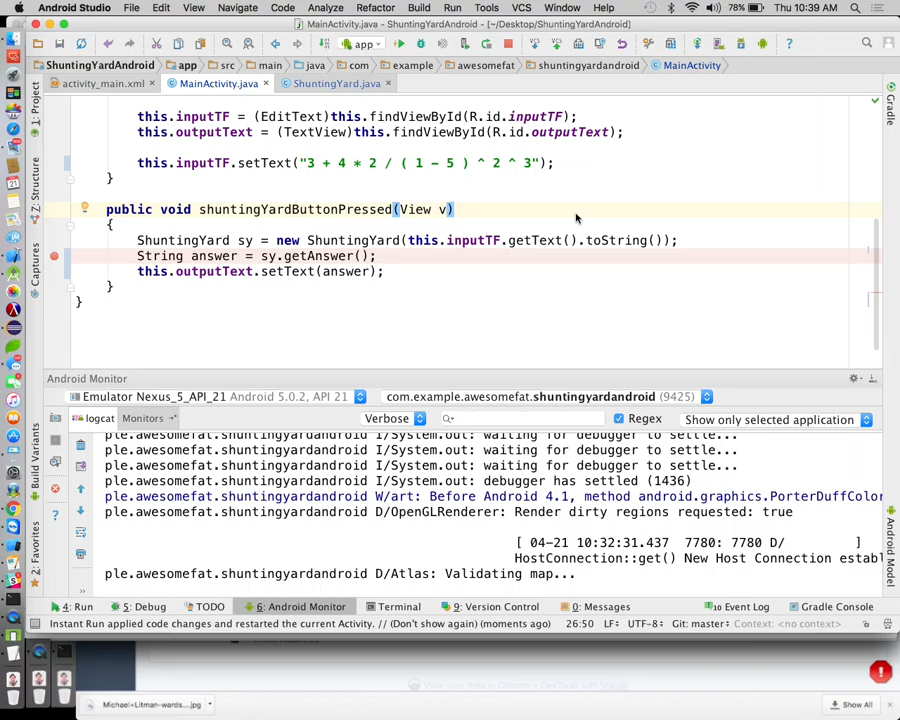 Android Studio File Edit View Navigate Code Analyze Refactor Build Run Tools VCS Window Help 78% Thu 10:39 AM
MainActivity.java - ShuntingYardAndroid - [~/Desktop/ShuntingYardAndroid]
app
ShuntingYardAndroid app src main java com example awesomefat shuntingyardandroid MainActivity
activity_main.xml MainActivity.java ShuntingYard.java
1: Project
Z: Structure
Captures
Build Variants
2: Favorites
Gradle
Android Model
this.inputTF = (EditText)this.findViewById(R.id.inputTF);
this.outputText = (TextView)this.findViewById(R.id.outputText);
this.inputTF.setText("3 + 4 * 2 / ( 1 − 5 ) ^ 2 ^ 3");
}
public void shuntingYardButtonPressed(View v)
{
ShuntingYard sy = new ShuntingYard(this.inputTF.getText().toString());
String answer = sy.getAnswer();
this.outputText.setText(answer);
}
}
Android Monitor
Emulator Nexus_5_API_21 Android 5.0.2, API 21 com.example.awesomefat.shuntingyardandroid (9425)
logcat Monitors Verbose Regex Show only selected application
ple.awesomefat.shuntingyardandroid I/System.out: waiting for debugger to settle...
ple.awesomefat.shuntingyardandroid I/System.out: waiting for debugger to settle...
ple.awesomefat.shuntingyardandroid I/System.out: waiting for debugger to settle...
ple.awesomefat.shuntingyardandroid I/System.out: debugger has settled (1436)
ple.awesomefat.shuntingyardandroid W/art: Before Android 4.1, method android.graphics.PorterDuffColor
ple.awesomefat.shuntingyardandroid D/OpenGLRenderer: Render dirty regions requested: true
[ 04-21 10:32:31.437 7780: 7780 D/ ]
HostConnection::get() New Host Connection establ
ple.awesomefat.shuntingyardandroid D/Atlas: Validating map...
4: Run 5: Debug TODO 6: Android Monitor Terminal 9: Version Control 0: Messages 10 Event Log Gradle Console
Instant Run applied code changes and restarted the current Activity. // (Don't show again) (moments ago) 26:50 LF UTF-8 Git: master Context: <no context>
Michael+Litman-wards....jpg Show All